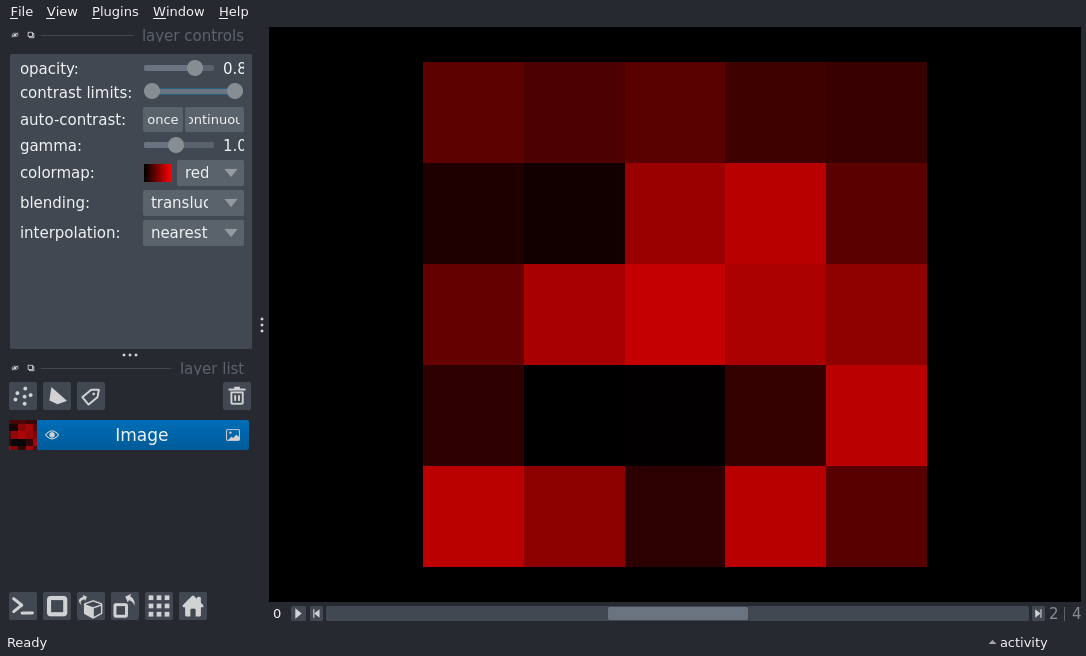 File View Plugins Window Help
layer controls
opacity: 0.8
contrast limits:
auto-contrast: once ontinuou
gamma: 1.0
colormap: red
blending: transluc
interpolation: nearest
layer list
Image
0 2 | 4
Ready
activity